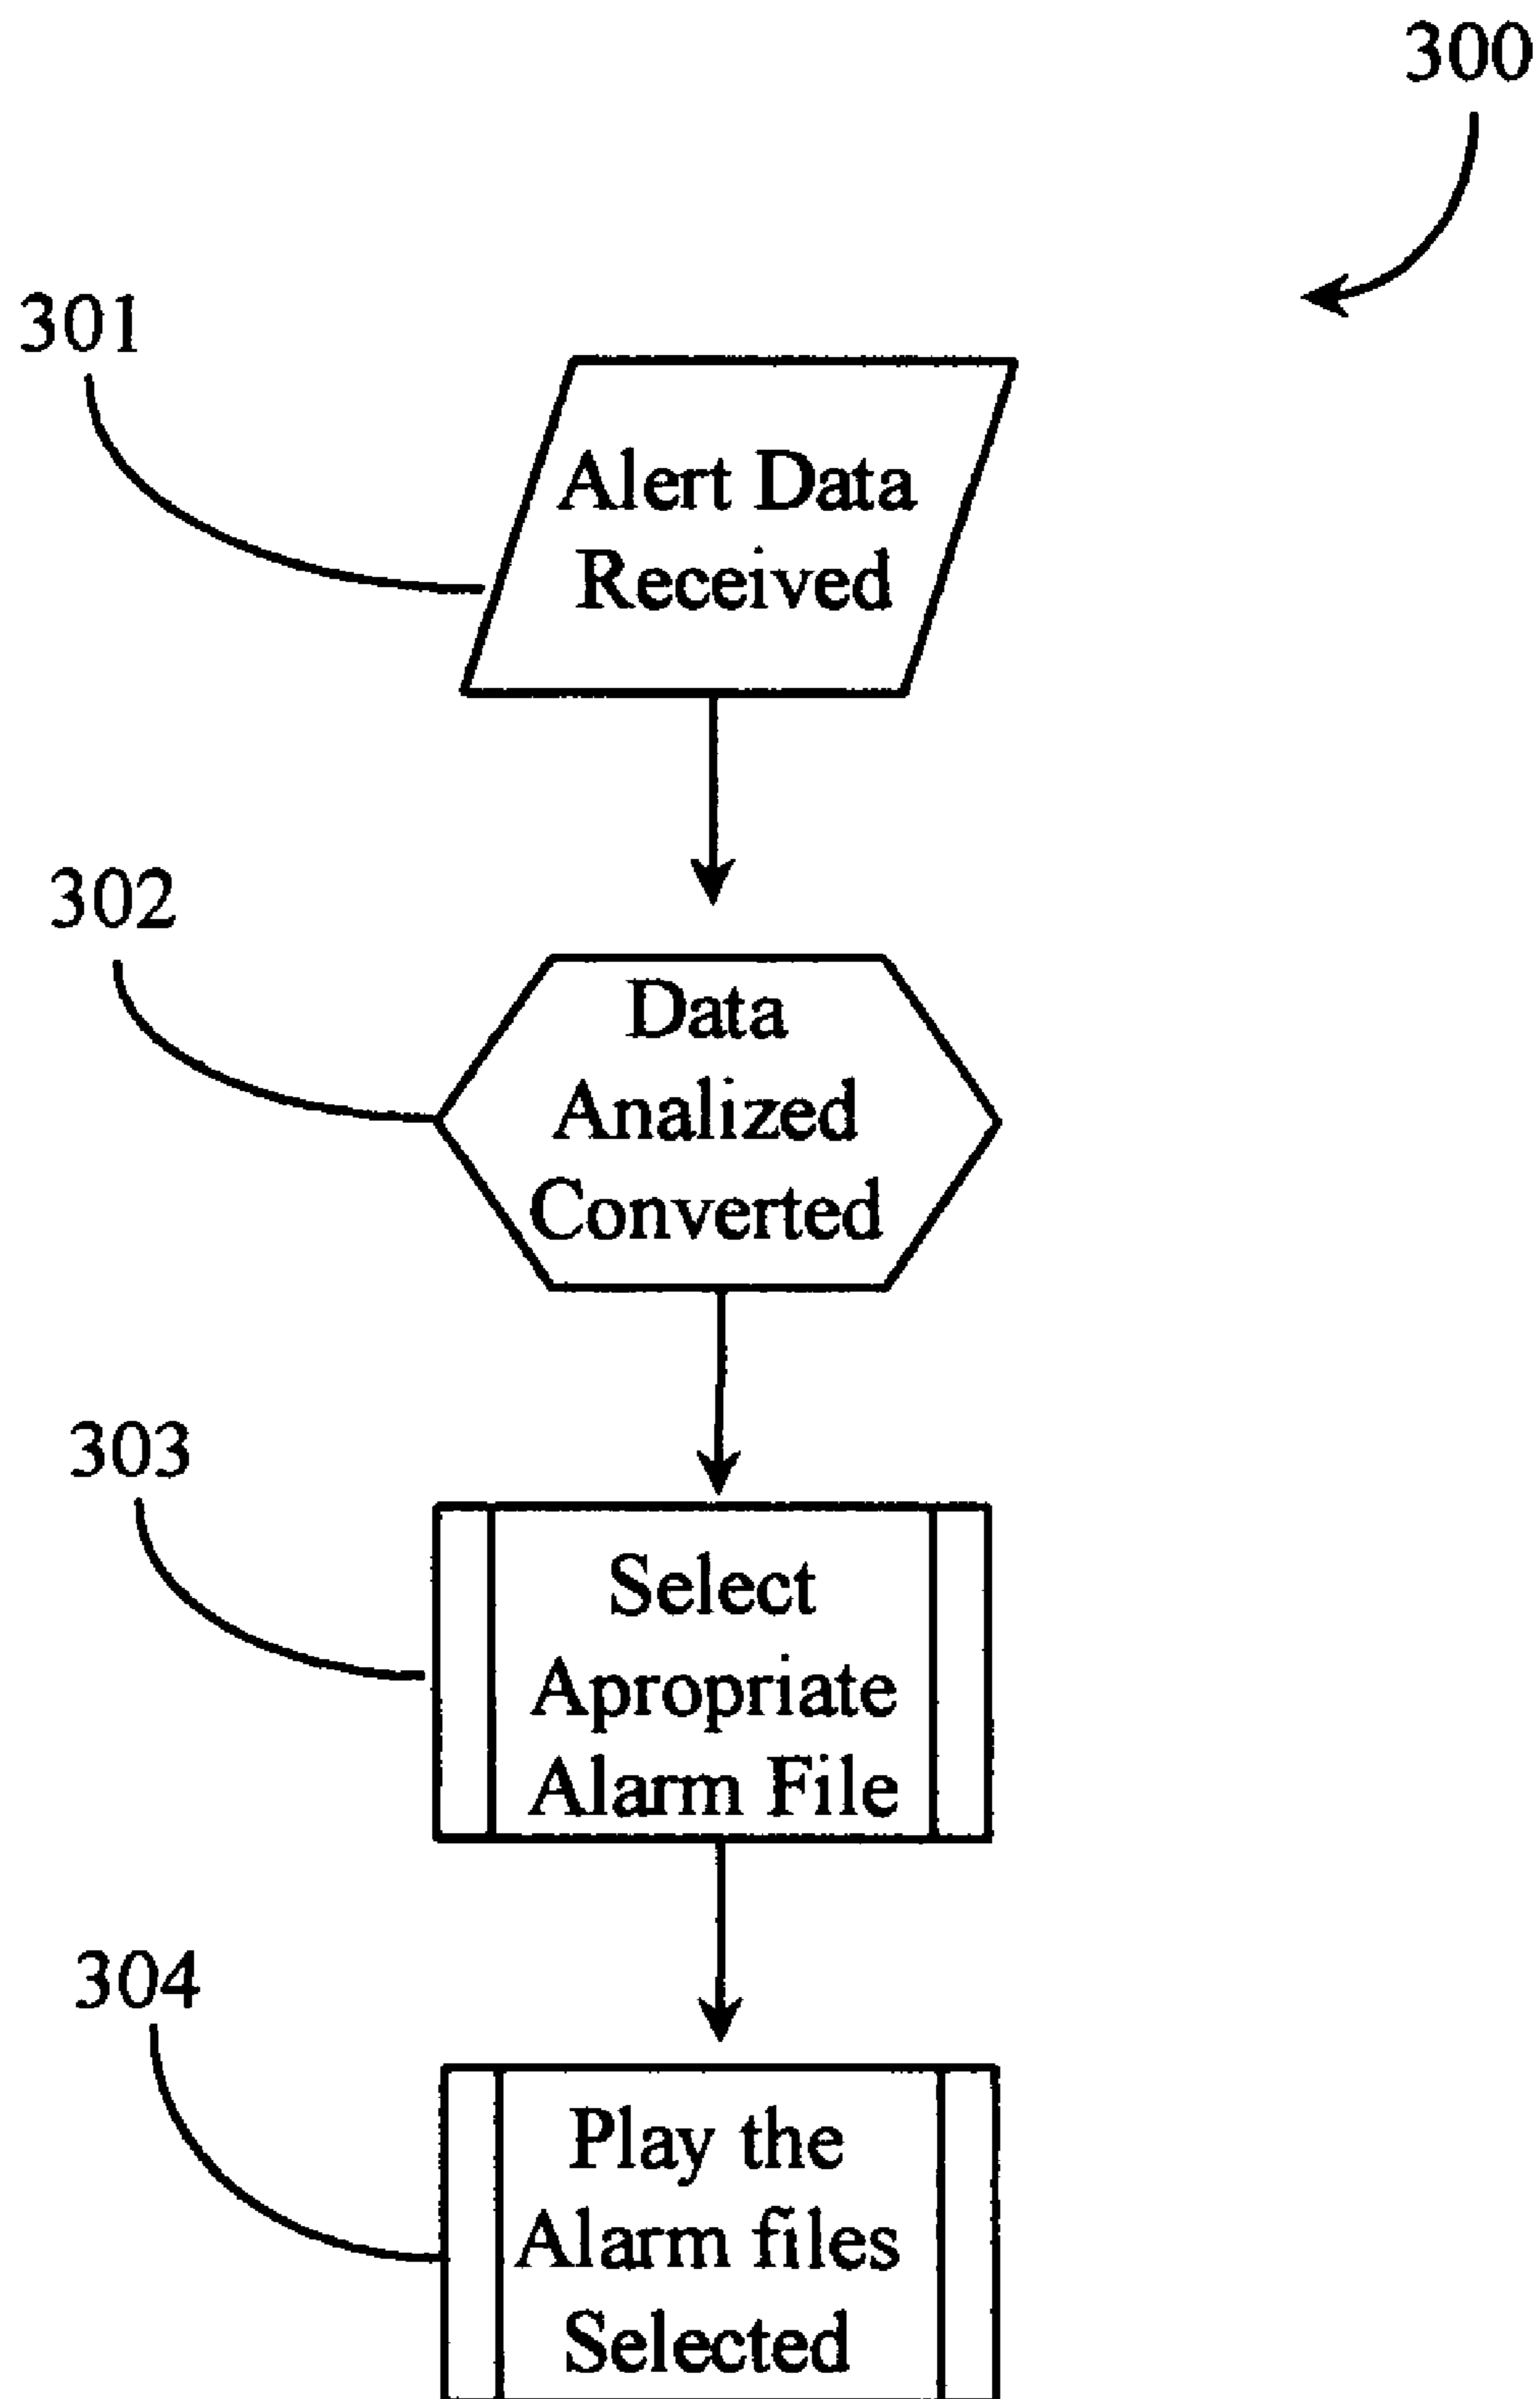 300
301
Alert Data
Received
302
Data
Analized
Converted
303
Select
Apropriate
Alarm File
304
Play the
Alarm files
Selected